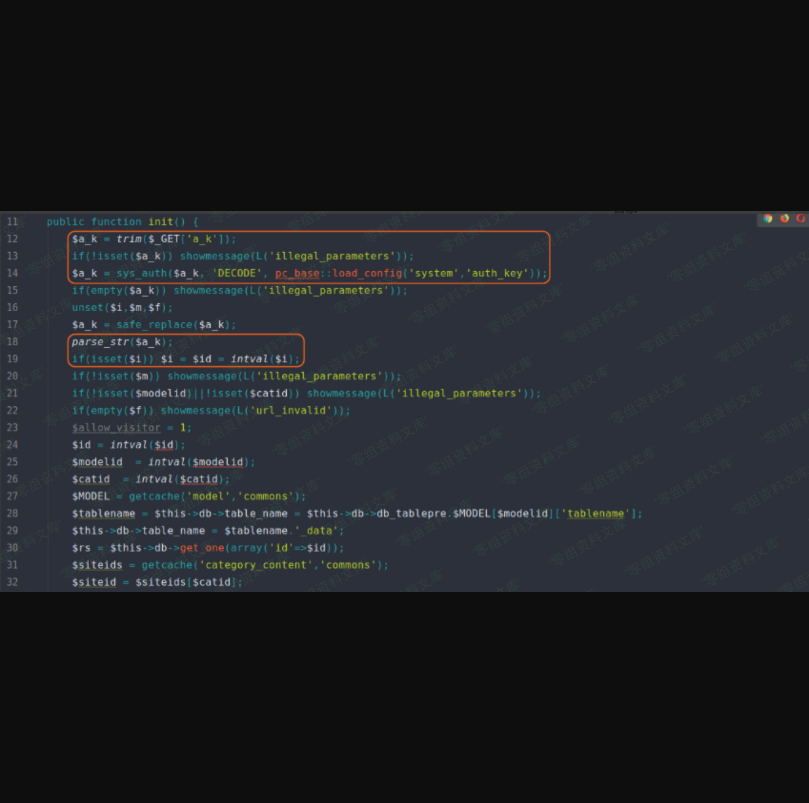 11 public function init() {
12 $a_k = trim($_GET['a_k']);
13 if(!isset($a_k)) showmessage(L('illegal_parameters'));
14 $a_k = sys_auth($a_k, 'DECODE', pc_base::load_config('system','auth_key'));
15 if(empty($a_k)) showmessage(L('illegal_parameters'));
16 unset($i,$m,$f);
17 $a_k = safe_replace($a_k);
18 parse_str($a_k);
19 if(isset($i)) $i = $id = intval($i);
20 if(!isset($m)) showmessage(L('illegal_parameters'));
21 if(!isset($modelid)||!isset($catid)) showmessage(L('illegal_parameters'));
22 if(empty($f)) showmessage(L('url_invalid'));
23 $allow_visitor = 1;
24 $id = intval($id);
25 $modelid  = intval($modelid);
26 $catid  = intval($catid);
27 $MODEL = getcache('model','commons');
28 $tablename = $this->db->table_name = $this->db->db_tablepre.$MODEL[$modelid]['tablename'];
29 $this->db->table_name = $tablename.'_data';
30 $rs = $this->db->get_one(array('id'=>$id));
31 $siteids = getcache('category_content','commons');
32 $siteid = $siteids[$catid];
零组资料文库